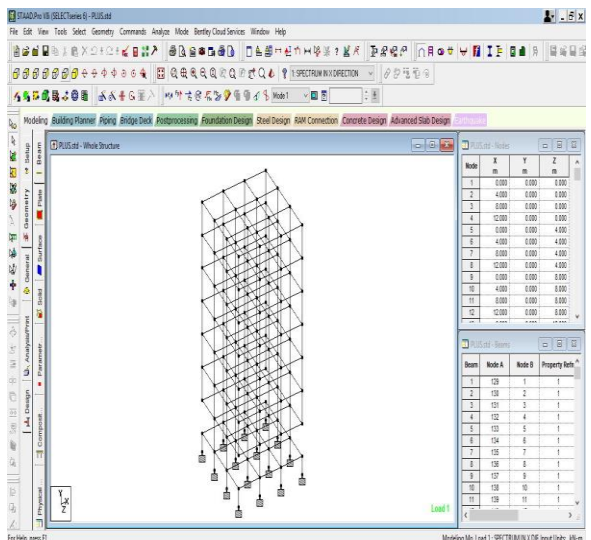 STAAD.Pro V8i (SELECTseries 6) - PLUS.std
File Edit View Tools Select Geometry Commands Analyze Mode Bentley Cloud Services Window Help
1:SPECTRUM IN X DIRECTION
Mode 1
Modeling Building Planner Piping Bridge Deck Postprocessing Foundation Design Steel Design RAM Connection Concrete Design Advanced Slab Design Earthquake
Setup
Geometry
General
Analysis/Print
Design
Beam
Plate
Surface
Solid
Parametr
Composit
Physical
PLUS.std - Whole Structure
Y
X
Z
Load 1
PLUS.std - Nodes
Node X m Y m Z m
1 0.000 0.000 0.000
2 4.000 0.000 0.000
3 8.000 0.000 0.000
4 12.000 0.000 0.000
5 0.000 0.000 4.000
6 4.000 0.000 4.000
7 8.000 0.000 4.000
8 12.000 0.000 4.000
9 0.000 0.000 8.000
10 4.000 0.000 8.000
11 8.000 0.000 8.000
12 12.000 0.000 8.000
PLUS.std - Beams
Beam Node A Node B Property Refn
1 129 1 1
2 130 2 1
3 131 3 1
4 132 4 1
5 133 5 1
6 134 6 1
7 135 7 1
8 136 8 1
9 137 9 1
10 138 10 1
11 139 11 1
For Help, press F1
Modeling Mo Load 1 : SPECTRUM IN X DIF Input Units: kN-m